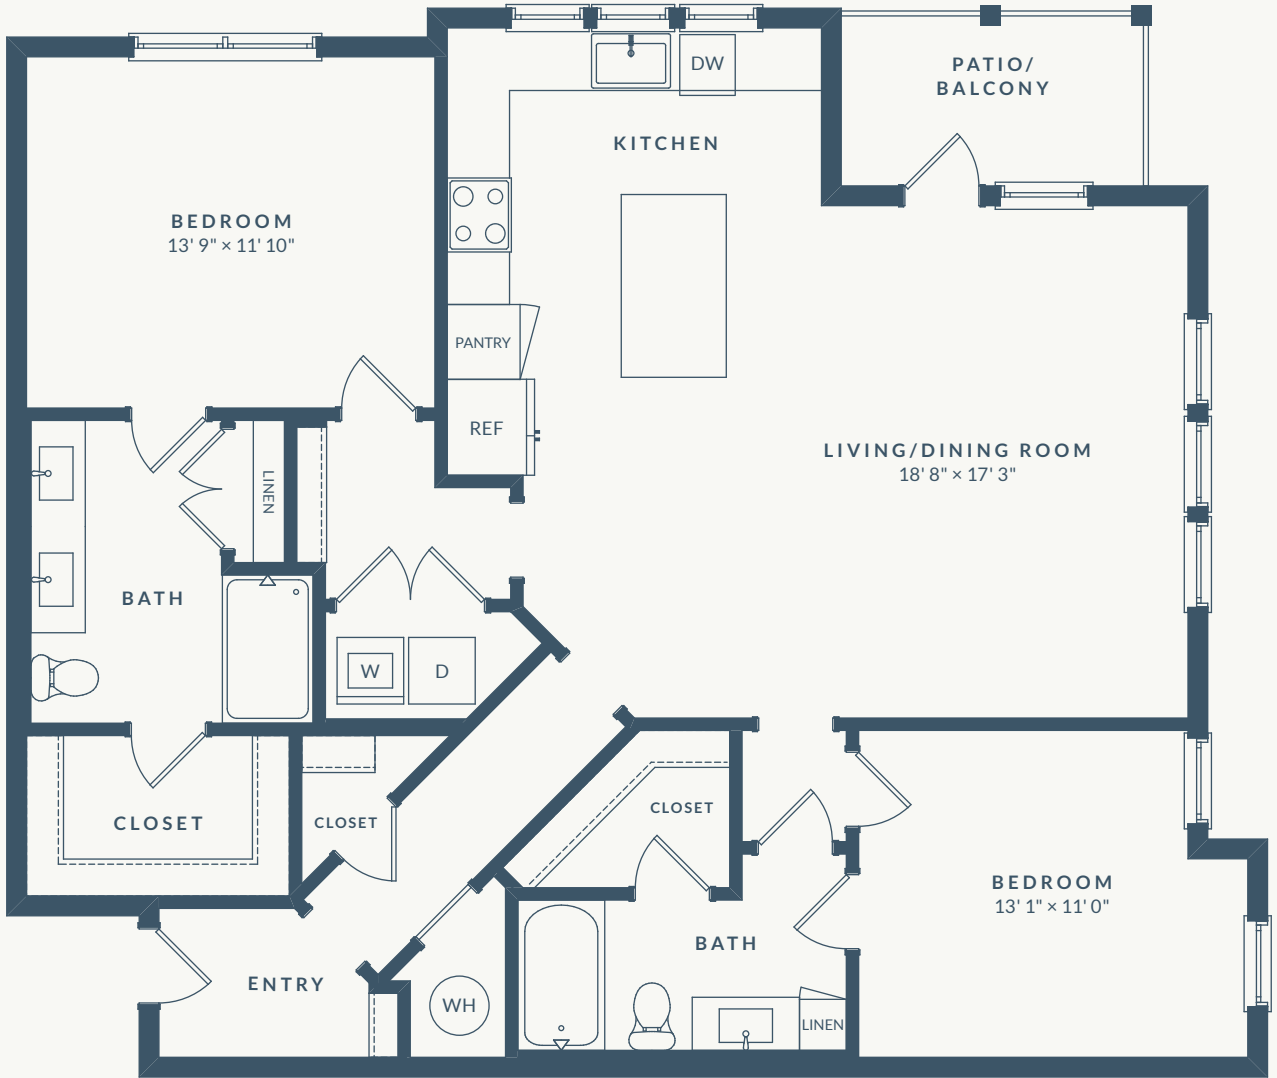 DW
PATIO/
BALCONY
KITCHEN
BEDROOM
13' 9" × 11' 10"
PANTRY
REF
LIVING/DINING ROOM
18' 8" × 17' 3"
LINEN
BATH
W
D
CLOSET
CLOSET
CLOSET
BEDROOM
13' 1" × 11' 0"
BATH
ENTRY
WH
LINEN